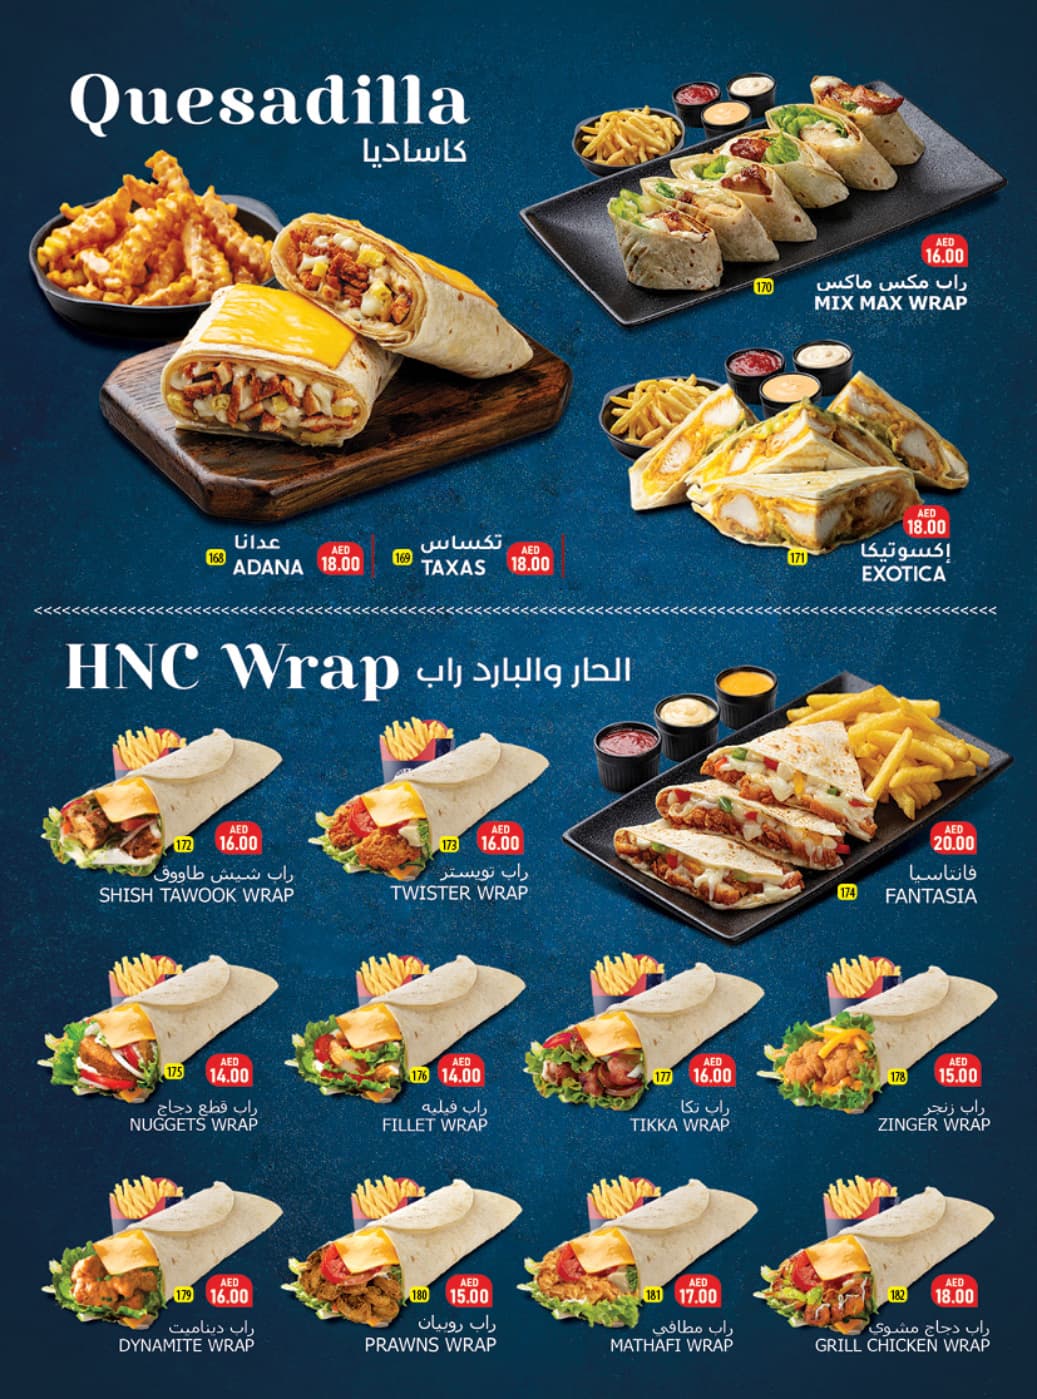 Quesadilla
كاساديا
AED
16.00
170
راب مكس ماكس
MIX MAX WRAP
AED
18.00
171
إكسوتيكا
EXOTICA
168
عدانا
ADANA
AED
18.00
169
تكساس
TAXAS
AED
18.00
<<<<<<<<<<<<<<<<<<<<<<<<<<<<<<<<<<<<<<<<<<<<<<<<<<<<<<<<<<<<<<<<<<<<<<<<<<<<<<<<<<<<<<<<<<<<<<<<<<<<<<<<
HNC Wrap الحار والبارد راب
172
AED
16.00
راب شيش طاووق
SHISH TAWOOK WRAP
173
AED
16.00
راب تويستر
TWISTER WRAP
AED
20.00
174
فانتاسيا
FANTASIA
175
AED
14.00
راب قطع دجاج
NUGGETS WRAP
176
AED
14.00
راب فيليه
FILLET WRAP
177
AED
16.00
راب تكا
TIKKA WRAP
178
AED
15.00
راب زنجر
ZINGER WRAP
179
AED
16.00
راب ديناميت
DYNAMITE WRAP
180
AED
15.00
راب روبيان
PRAWNS WRAP
181
AED
17.00
راب مطافي
MATHAFI WRAP
182
AED
18.00
راب دجاج مشوي
GRILL CHICKEN WRAP